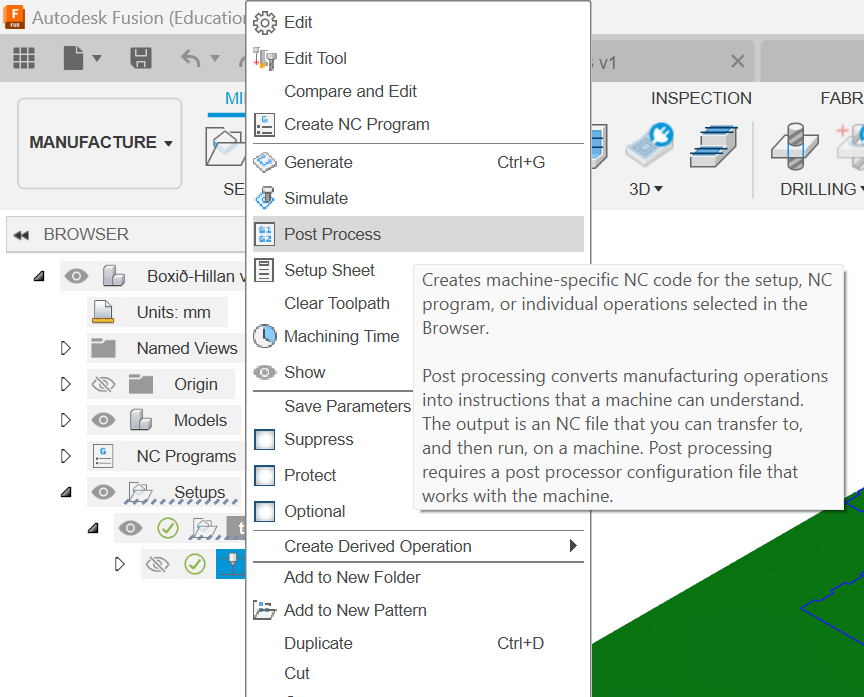 Autodesk Fusion (Education
MANUFACTURE
MI
SE
BROWSER
Boxið-Hillan v
Units: mm
Named Views
Origin
Models
NC Programs
Setups
t
Edit
Edit Tool
Compare and Edit
Create NC Program
Generate Ctrl+G
Simulate
Post Process
Setup Sheet
Clear Toolpath
Machining Time
Show
Save Parameters
Suppress
Protect
Optional
Create Derived Operation
Add to New Folder
Add to New Pattern
Duplicate Ctrl+D
Cut
v1
INSPECTION FABR
3D DRILLING
Creates machine-specific NC code for the setup, NC
program, or individual operations selected in the
Browser.
Post processing converts manufacturing operations
into instructions that a machine can understand.
The output is an NC file that you can transfer to,
and then run, on a machine. Post processing
requires a post processor configuration file that
works with the machine.